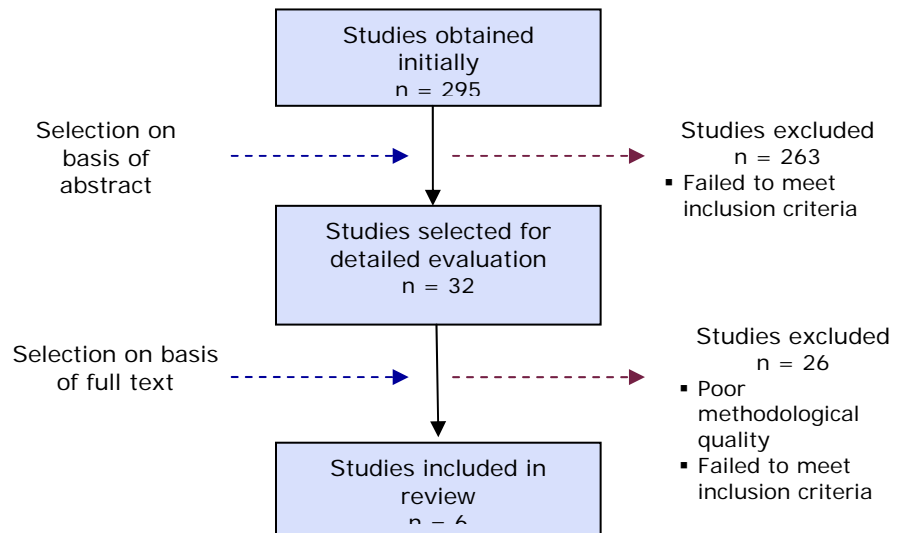 Studies obtained
initially
n = 295
Selection on
basis of
abstract
Studies excluded
n = 263
▪ Failed to meet
inclusion criteria
Studies selected for
detailed evaluation
n = 32
Selection on basis
of full text
Studies excluded
n = 26
▪ Poor
methodological
quality
▪ Failed to meet
inclusion criteria
Studies included in
review
n = 6